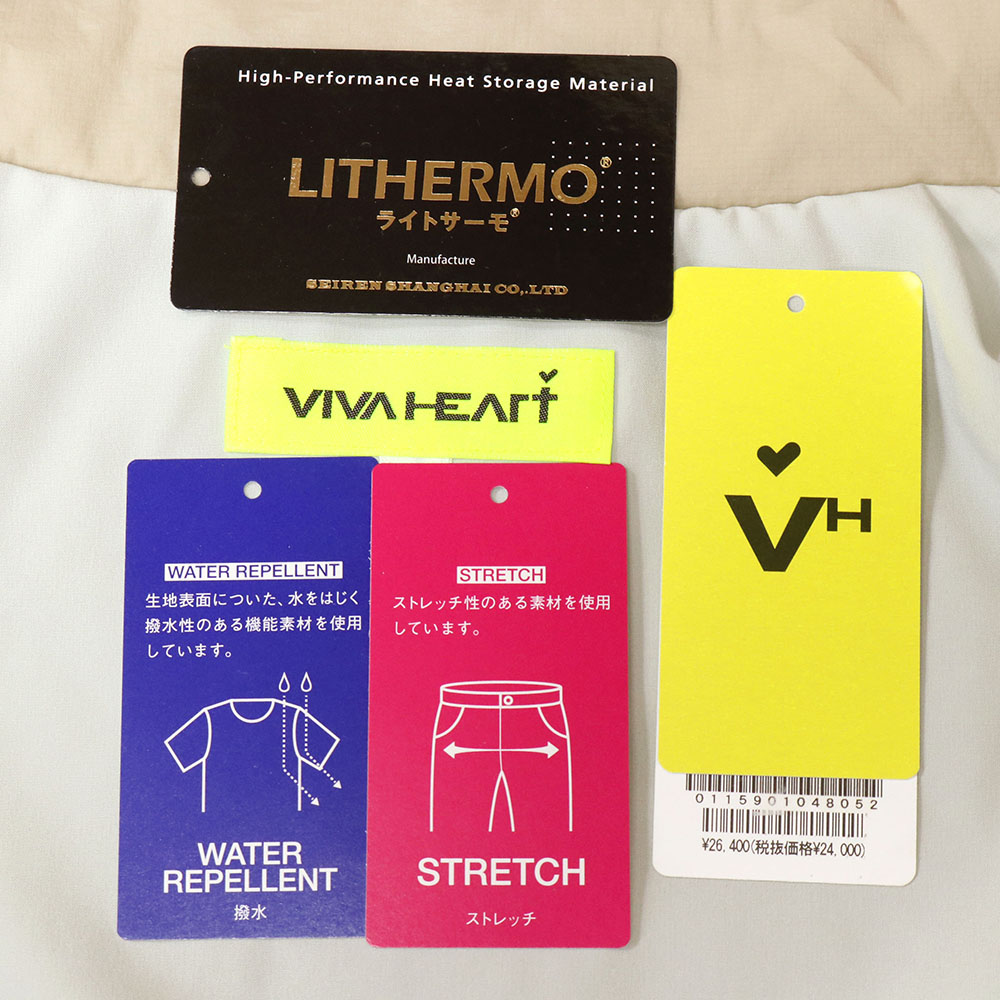 High-Performance Heat Storage Material
LITHERMO®
ライトサーモ®
Manufacture
SEIREN SHANGHAI CO,.LTD
VIVA HEART
VH
WATER REPELLENT
生地表面についた、水をはじく
撥水性のある機能素材を使用
しています。
WATER
REPELLENT
撥水
STRETCH
ストレッチ性のある素材を使用
しています。
STRETCH
ストレッチ
0115901048052
¥26,400(税抜価格¥24,000)